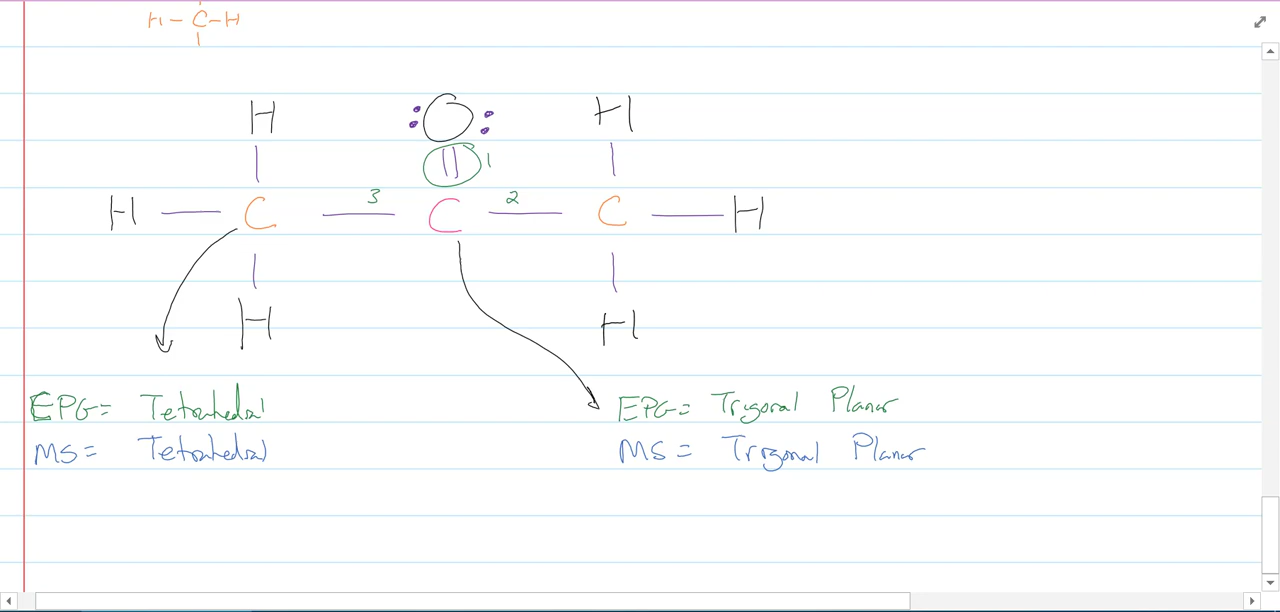 H - C - H
H O H
1
H C 3 C 2 C H
H H
EPG= Tetrahedral EPG= Trigonal Planar
MS= Tetrahedral MS= Trigonal Planar